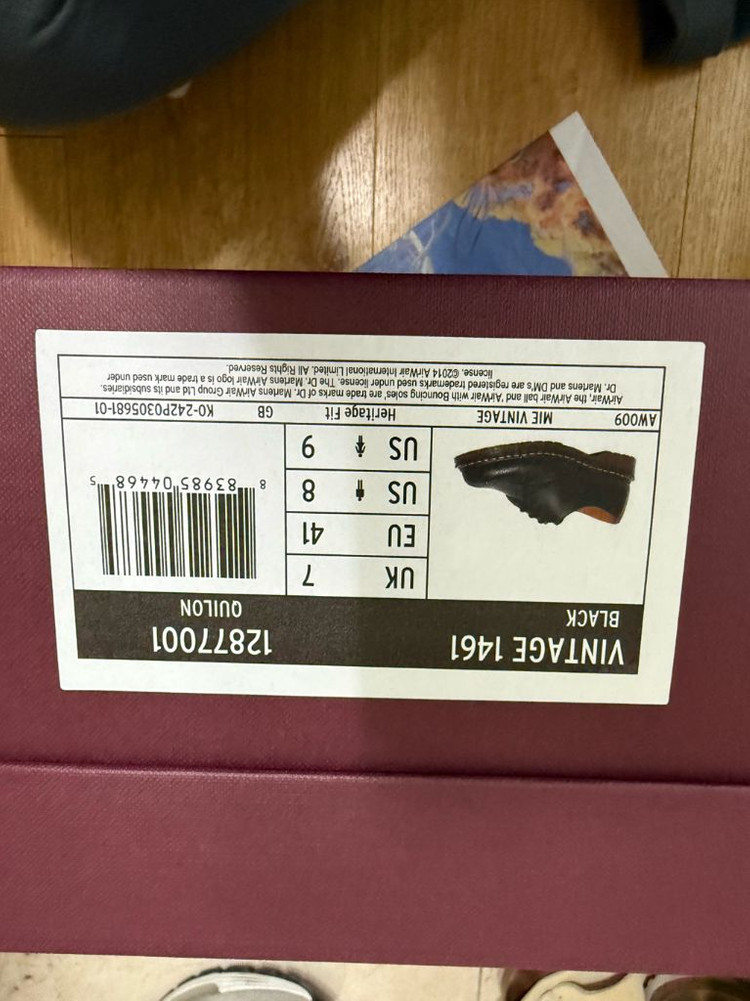 VINTAGE 1461
BLACK
12877001
QUILON
UK 7
EU 41
US 8
US 9
8 83985 04468 5
AW009 MIE VINTAGE Heritage Fit GB KO-242P0305681-01
AirWair, the AirWair ball and AirWair with Bouncing soles, are trade marks of Dr. Martens AirWair Group Ltd and its subsidiaries.
Dr. Martens and DM's are registered trademarks used under license. The Dr. Martens AirWair logo is a trade mark used under
license. ©2014 AirWair International Limited. All Rights Reserved.